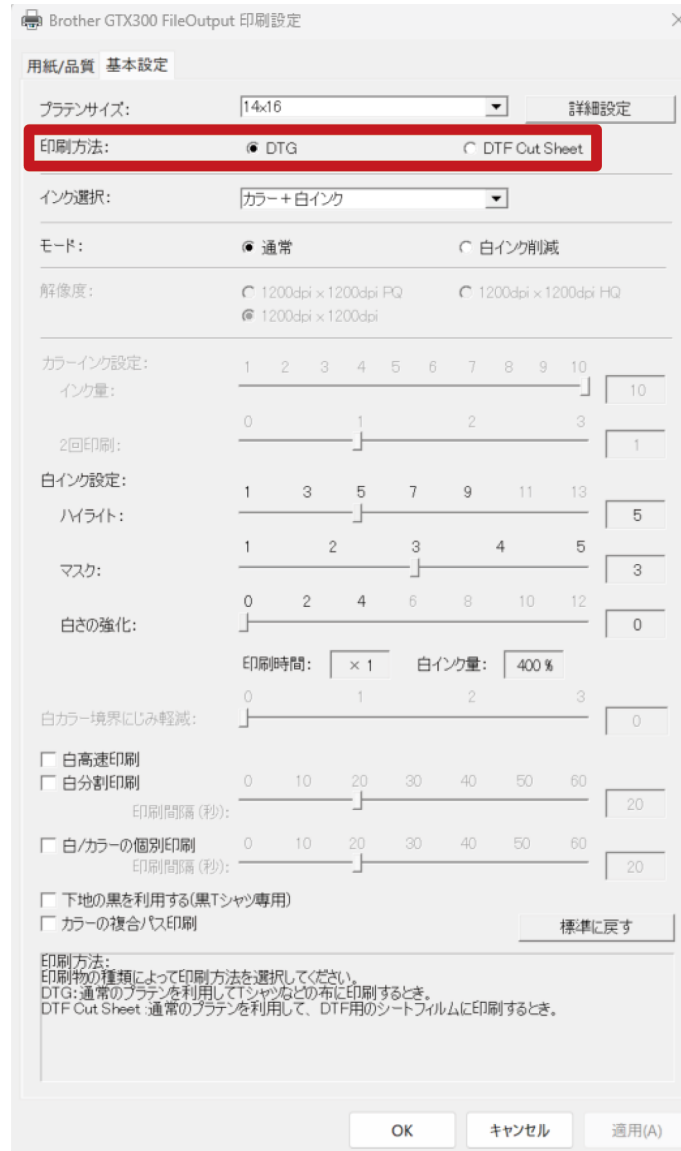 Brother GTX300 FileOutput 印刷設定
用紙/品質 基本設定
プラテンサイズ: 14x16 詳細設定
印刷方法: DTG DTF Cut Sheet
インク選択: カラー+白インク
モード: 通常 白インク削減
解像度: 1200dpi x 1200dpi PQ 1200dpi x 1200dpi HQ
1200dpi x 1200dpi
カラーインク設定: 1 2 3 4 5 6 7 8 9 10
インク量: 10
0 1 2 3
2回印刷: 1
白インク設定: 1 3 5 7 9 11 13
ハイライト: 5
1 2 3 4 5
マスク: 3
0 2 4 6 8 10 12
白さの強化: 0
印刷時間: × 1 白インク量: 400 %
0 1 2 3
白カラー境界にじみ軽減: 0
白高速印刷
白分割印刷 0 10 20 30 40 50 60
印刷間隔(秒): 20
白/カラーの個別印刷 0 10 20 30 40 50 60
印刷間隔(秒): 20
下地の黒を利用する(黒Tシャツ専用)
カラーの複合パス印刷 標準に戻す
印刷方法:
印刷物の種類によって印刷方法を選択してください。
DTG:通常のプラテンを利用してTシャツなどの布に印刷するとき。
DTF Cut Sheet :通常のプラテンを利用して、DTF用のシートフィルムに印刷するとき。
OK キャンセル 適用(A)